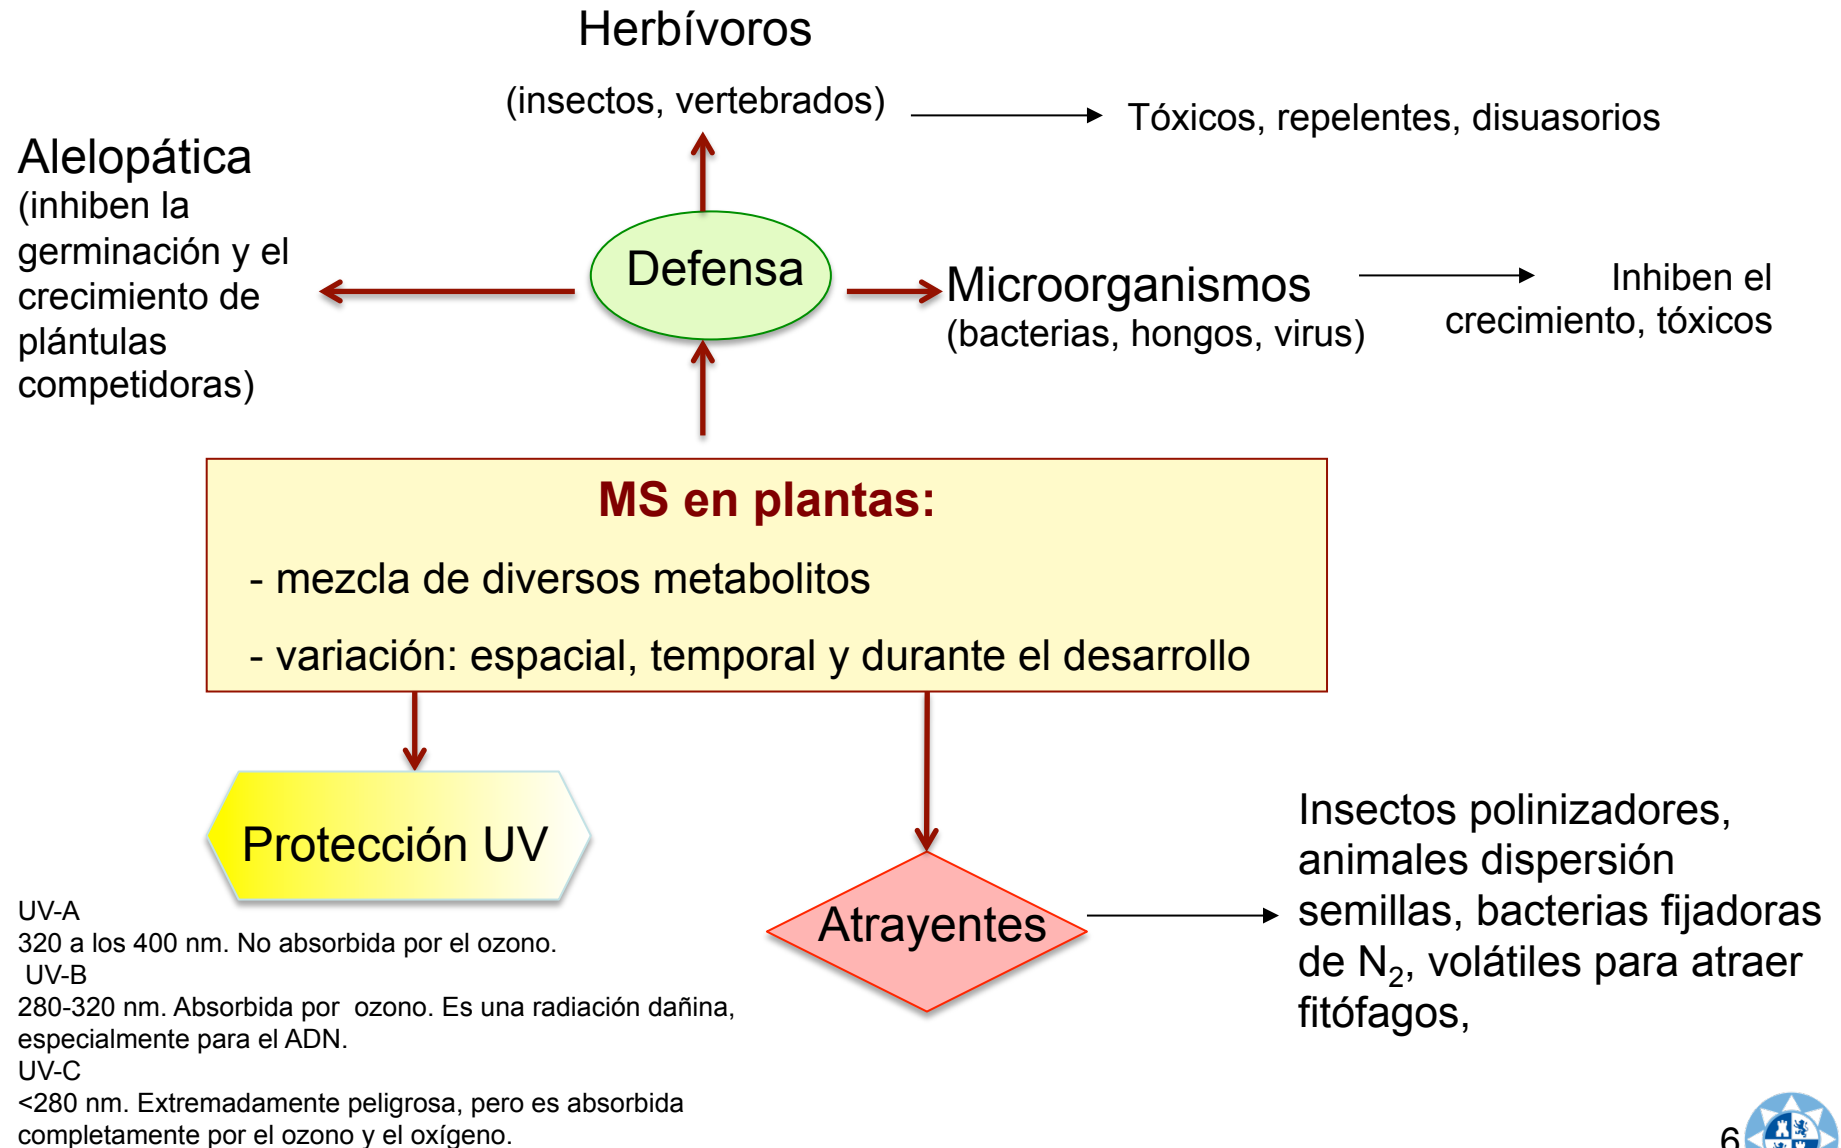 Herbívoros
(insectos, vertebrados)
Tóxicos, repelentes, disuasorios
Alelopática
(inhiben la
germinación y el
crecimiento de
plántulas
competidoras)
Defensa
Microorganismos
(bacterias, hongos, virus)
Inhiben el
crecimiento, tóxicos
MS en plantas:
- mezcla de diversos metabolitos
- variación: espacial, temporal y durante el desarrollo
Protección UV
Atrayentes
Insectos polinizadores,
animales dispersión
semillas, bacterias fijadoras
de N₂, volátiles para atraer
fitófagos,
UV-A
320 a los 400 nm. No absorbida por el ozono.
UV-B
280-320 nm. Absorbida por ozono. Es una radiación dañina,
especialmente para el ADN.
UV-C
<280 nm. Extremadamente peligrosa, pero es absorbida
completamente por el ozono y el oxígeno.
6